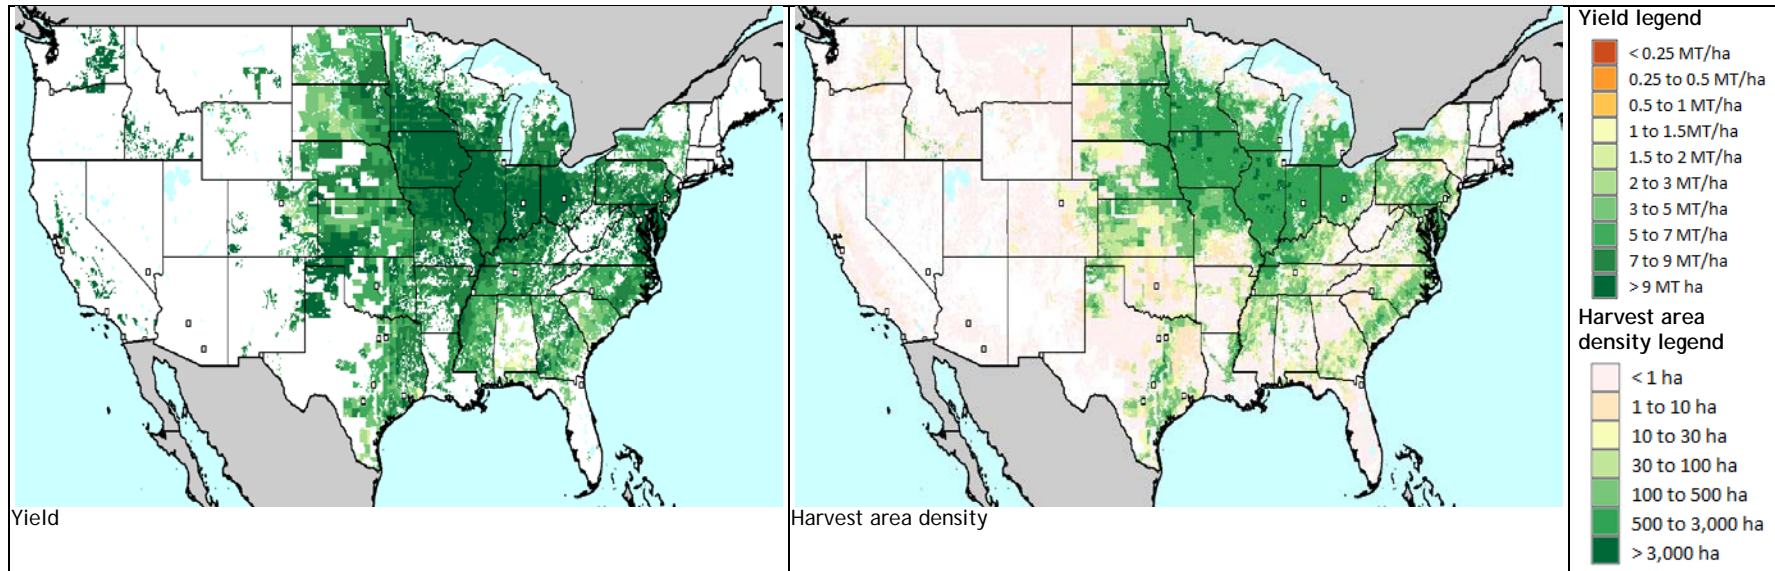 Yield
Harvest area density
Yield legend
< 0.25 MT/ha
0.25 to 0.5 MT/ha
0.5 to 1 MT/ha
1 to 1.5MT/ha
1.5 to 2 MT/ha
2 to 3 MT/ha
3 to 5 MT/ha
5 to 7 MT/ha
7 to 9 MT/ha
> 9 MT ha
Harvest area
density legend
< 1 ha
1 to 10 ha
10 to 30 ha
30 to 100 ha
100 to 500 ha
500 to 3,000 ha
> 3,000 ha